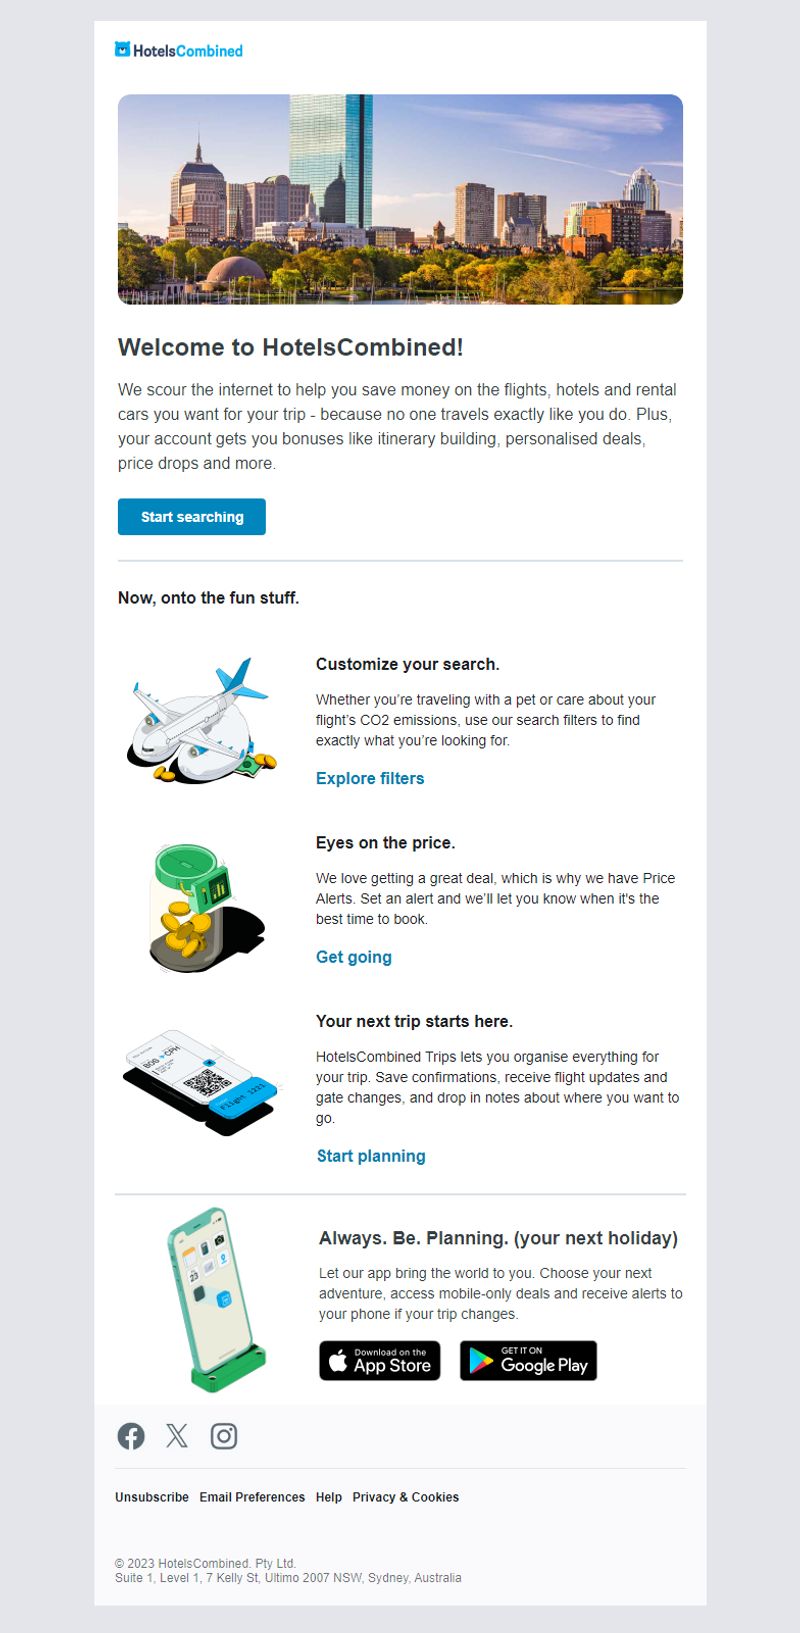 HotelsCombined
Welcome to HotelsCombined!
We scour the internet to help you save money on the flights, hotels and rental
cars you want for your trip - because no one travels exactly like you do. Plus,
your account gets you bonuses like itinerary building, personalised deals,
price drops and more.
Start searching
Now, onto the fun stuff.
Customize your search.
Whether you’re traveling with a pet or care about your
flight’s CO2 emissions, use our search filters to find
exactly what you’re looking for.
Explore filters
Eyes on the price.
We love getting a great deal, which is why we have Price
Alerts. Set an alert and we’ll let you know when it's the
best time to book.
Get going
BOS CPH
Flight 1222
Your next trip starts here.
HotelsCombined Trips lets you organise everything for
your trip. Save confirmations, receive flight updates and
gate changes, and drop in notes about where you want to
go.
Start planning
23
Always. Be. Planning. (your next holiday)
Let our app bring the world to you. Choose your next
adventure, access mobile-only deals and receive alerts to
your phone if your trip changes.
Download on the
App Store
GET IT ON
Google Play
Unsubscribe Email Preferences Help Privacy & Cookies
© 2023 HotelsCombined. Pty Ltd.
Suite 1, Level 1, 7 Kelly St, Ultimo 2007 NSW, Sydney, Australia